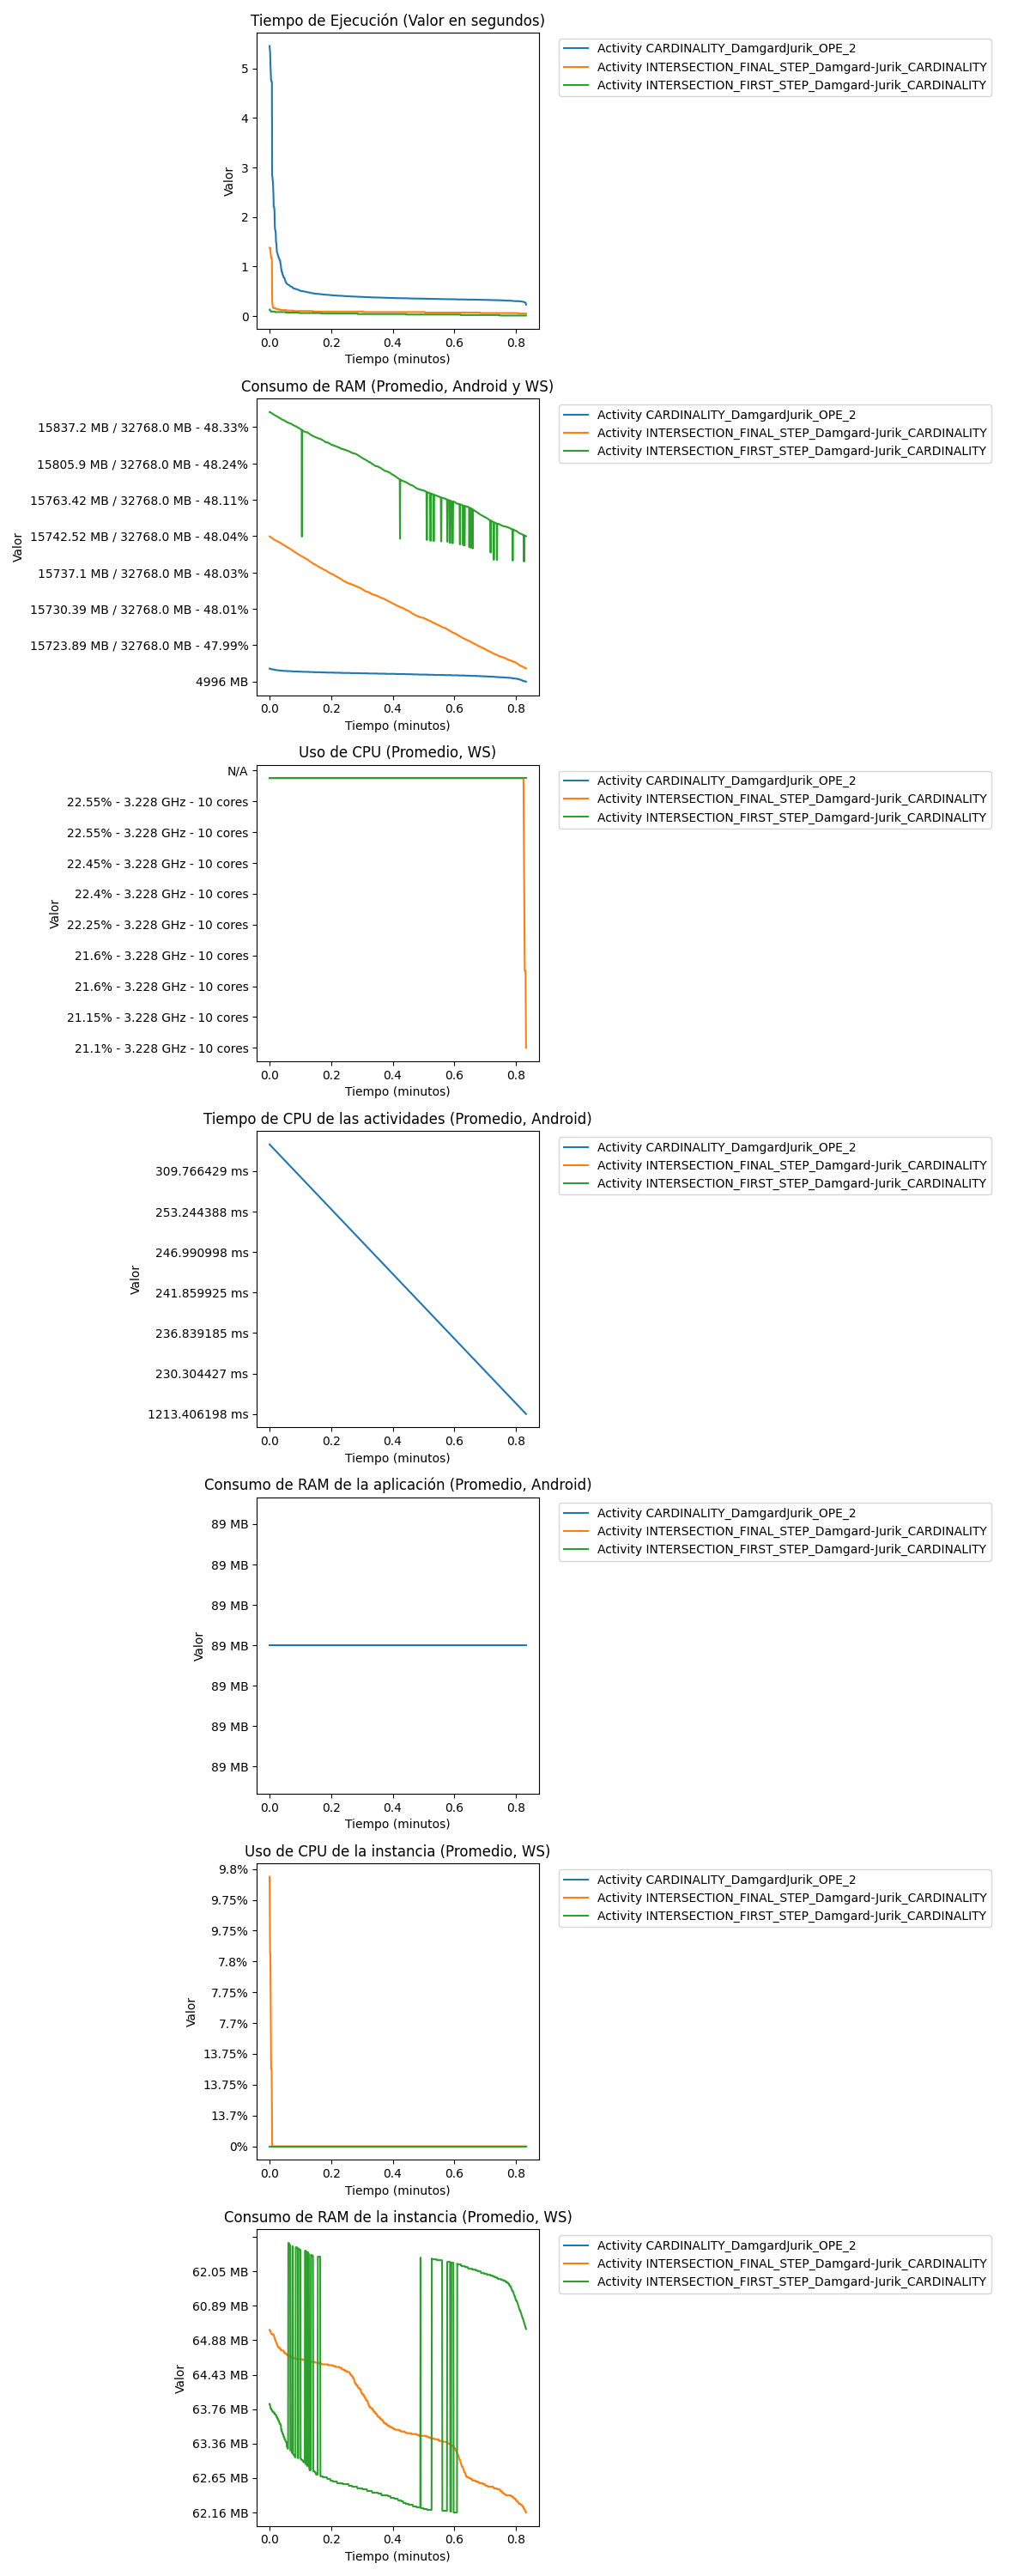 Tiempo de Ejecución (Valor en segundos)
Activity CARDINALITY_DamgardJurik_OPE_2
Activity INTERSECTION_FINAL_STEP_Damgard-Jurik_CARDINALITY
Activity INTERSECTION_FIRST_STEP_Damgard-Jurik_CARDINALITY
5
4
3
2
1
0
Valor
0.0 0.2 0.4 0.6 0.8
Tiempo (minutos)
Consumo de RAM (Promedio, Android y WS)
Activity CARDINALITY_DamgardJurik_OPE_2
Activity INTERSECTION_FINAL_STEP_Damgard-Jurik_CARDINALITY
Activity INTERSECTION_FIRST_STEP_Damgard-Jurik_CARDINALITY
15837.2 MB / 32768.0 MB - 48.33%
15805.9 MB / 32768.0 MB - 48.24%
15763.42 MB / 32768.0 MB - 48.11%
15742.52 MB / 32768.0 MB - 48.04%
15737.1 MB / 32768.0 MB - 48.03%
15730.39 MB / 32768.0 MB - 48.01%
15723.89 MB / 32768.0 MB - 47.99%
4996 MB
Valor
0.0 0.2 0.4 0.6 0.8
Tiempo (minutos)
Uso de CPU (Promedio, WS)
Activity CARDINALITY_DamgardJurik_OPE_2
Activity INTERSECTION_FINAL_STEP_Damgard-Jurik_CARDINALITY
Activity INTERSECTION_FIRST_STEP_Damgard-Jurik_CARDINALITY
N/A
22.55% - 3.228 GHz - 10 cores
22.55% - 3.228 GHz - 10 cores
22.45% - 3.228 GHz - 10 cores
22.4% - 3.228 GHz - 10 cores
22.25% - 3.228 GHz - 10 cores
21.6% - 3.228 GHz - 10 cores
21.6% - 3.228 GHz - 10 cores
21.15% - 3.228 GHz - 10 cores
21.1% - 3.228 GHz - 10 cores
Valor
0.0 0.2 0.4 0.6 0.8
Tiempo (minutos)
Tiempo de CPU de las actividades (Promedio, Android)
Activity CARDINALITY_DamgardJurik_OPE_2
Activity INTERSECTION_FINAL_STEP_Damgard-Jurik_CARDINALITY
Activity INTERSECTION_FIRST_STEP_Damgard-Jurik_CARDINALITY
309.766429 ms
253.244388 ms
246.990998 ms
241.859925 ms
236.839185 ms
230.304427 ms
1213.406198 ms
Valor
0.0 0.2 0.4 0.6 0.8
Tiempo (minutos)
Consumo de RAM de la aplicación (Promedio, Android)
Activity CARDINALITY_DamgardJurik_OPE_2
Activity INTERSECTION_FINAL_STEP_Damgard-Jurik_CARDINALITY
Activity INTERSECTION_FIRST_STEP_Damgard-Jurik_CARDINALITY
89 MB
89 MB
89 MB
89 MB
89 MB
89 MB
89 MB
Valor
0.0 0.2 0.4 0.6 0.8
Tiempo (minutos)
Uso de CPU de la instancia (Promedio, WS)
Activity CARDINALITY_DamgardJurik_OPE_2
Activity INTERSECTION_FINAL_STEP_Damgard-Jurik_CARDINALITY
Activity INTERSECTION_FIRST_STEP_Damgard-Jurik_CARDINALITY
9.8%
9.75%
9.75%
7.8%
7.75%
7.7%
13.75%
13.75%
13.7%
0%
Valor
0.0 0.2 0.4 0.6 0.8
Tiempo (minutos)
Consumo de RAM de la instancia (Promedio, WS)
Activity CARDINALITY_DamgardJurik_OPE_2
Activity INTERSECTION_FINAL_STEP_Damgard-Jurik_CARDINALITY
Activity INTERSECTION_FIRST_STEP_Damgard-Jurik_CARDINALITY
62.05 MB
60.89 MB
64.88 MB
64.43 MB
63.76 MB
63.36 MB
62.65 MB
62.16 MB
Valor
0.0 0.2 0.4 0.6 0.8
Tiempo (minutos)